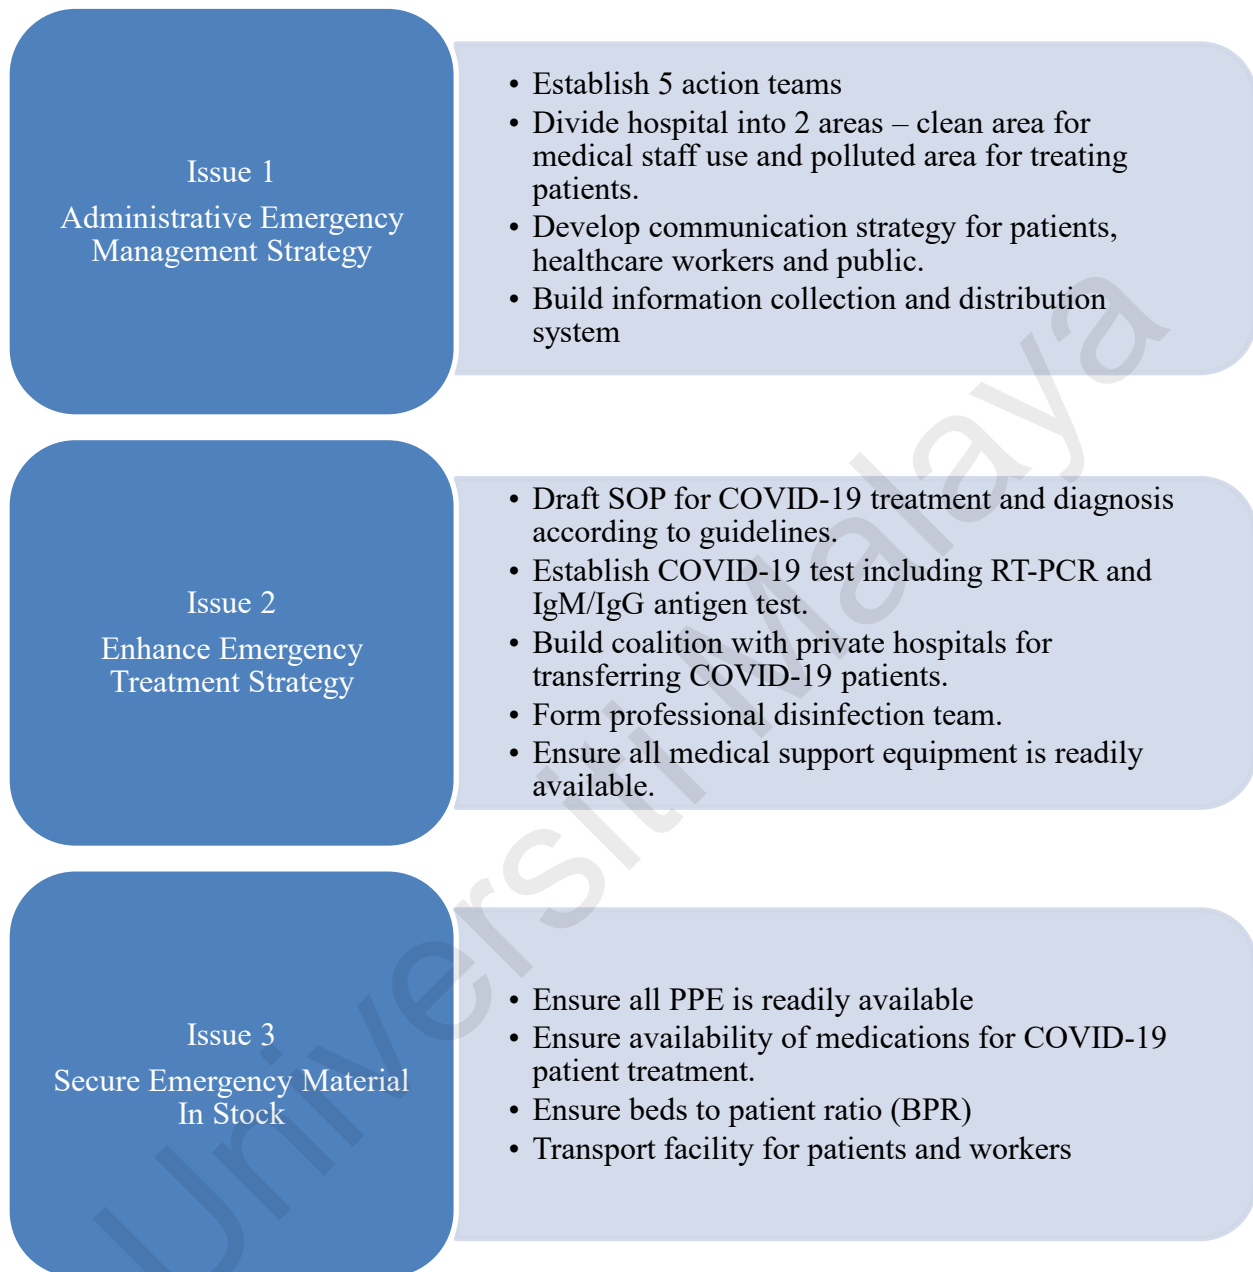 Issue 1
Administrative Emergency
Management Strategy
• Establish 5 action teams
• Divide hospital into 2 areas – clean area for
medical staff use and polluted area for treating
patients.
• Develop communication strategy for patients,
healthcare workers and public.
• Build information collection and distribution
system
Issue 2
Enhance Emergency
Treatment Strategy
• Draft SOP for COVID-19 treatment and diagnosis
according to guidelines.
• Establish COVID-19 test including RT-PCR and
IgM/IgG antigen test.
• Build coalition with private hospitals for
transferring COVID-19 patients.
• Form professional disinfection team.
• Ensure all medical support equipment is readily
available.
Issue 3
Secure Emergency Material
In Stock
• Ensure all PPE is readily available
• Ensure availability of medications for COVID-19
patient treatment.
• Ensure beds to patient ratio (BPR)
• Transport facility for patients and workers
Universiti Malaya